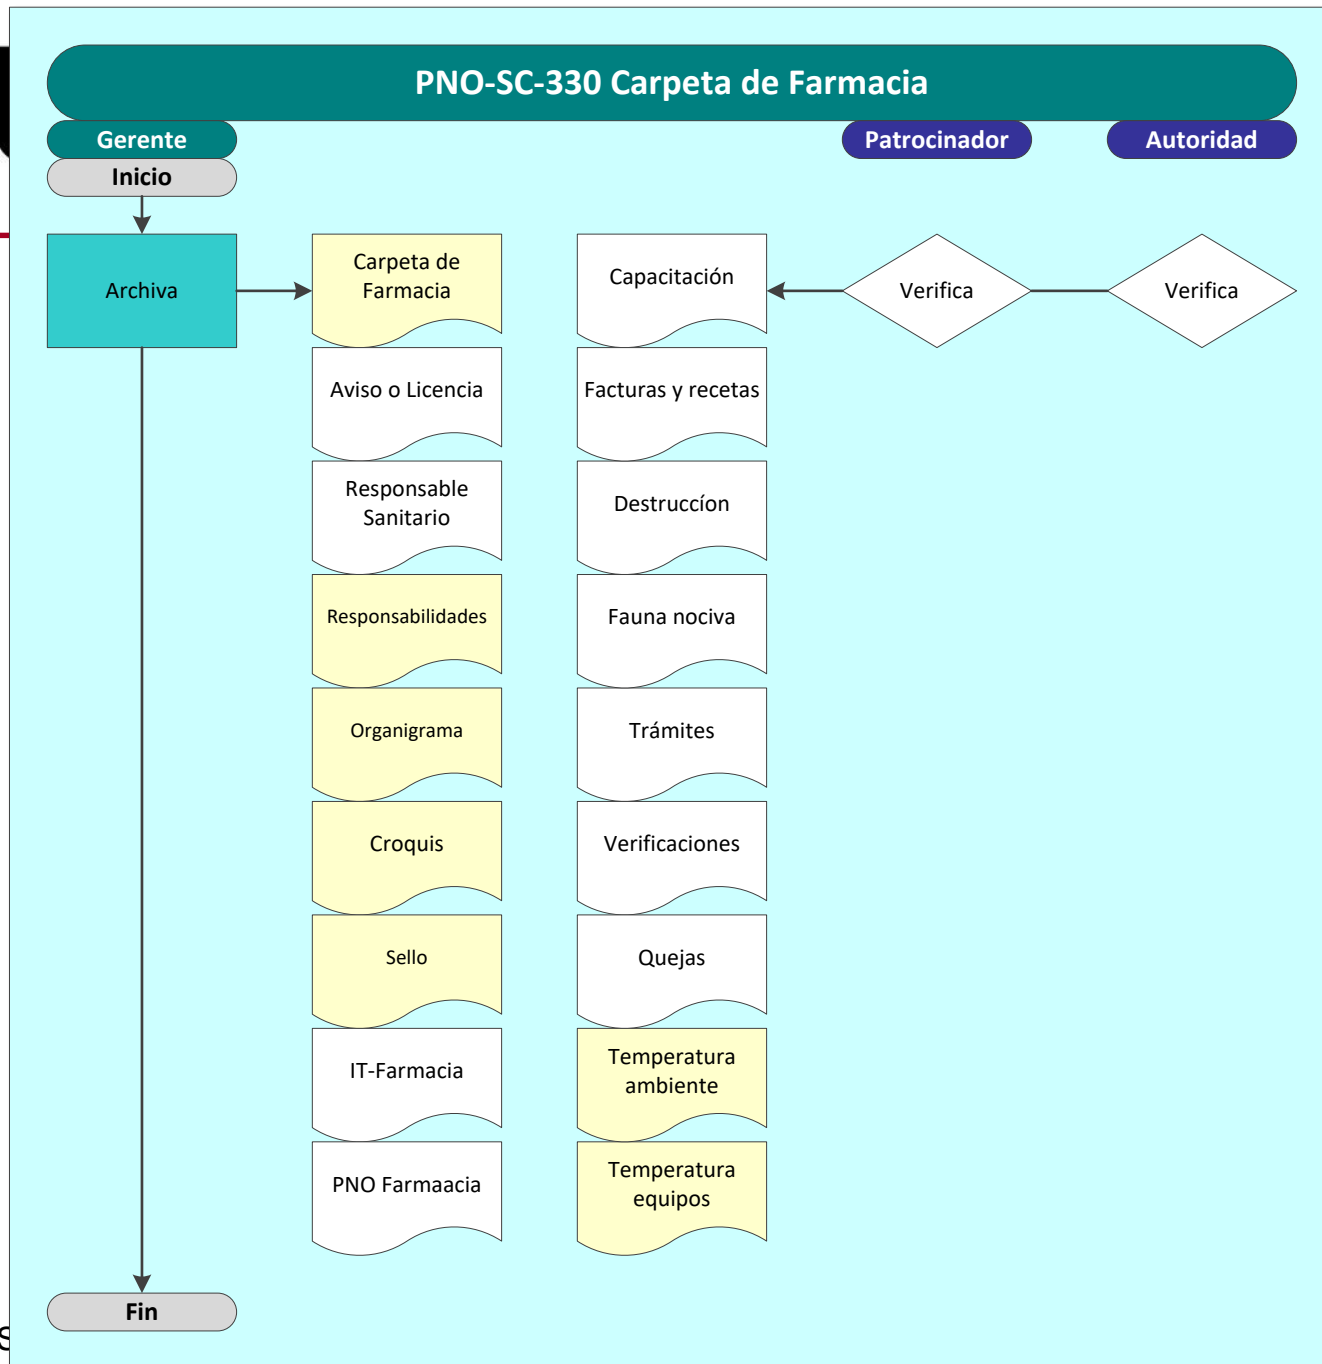 PNO-SC-330 Carpeta de Farmacia
Gerente
Patrocinador
Autoridad
Inicio
Archiva
Carpeta de
Farmacia
Capacitación
Verifica
Verifica
Aviso o Licencia
Facturas y recetas
Responsable
Sanitario
Destruccíon
Responsabilidades
Fauna nociva
Organigrama
Trámites
Croquis
Verificaciones
Sello
Quejas
IT-Farmacia
Temperatura
ambiente
PNO Farmaacia
Temperatura
equipos
Fin